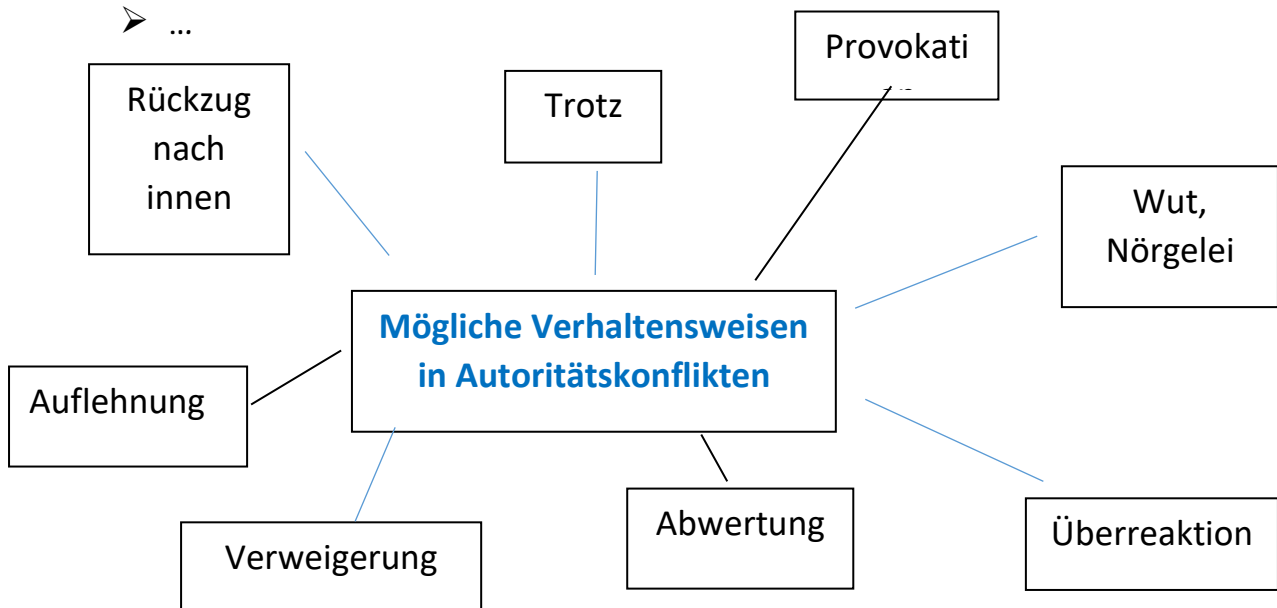 ➢ ...
Rückzug
nach
innen
Trotz
Provokati
Wut,
Nörgelei
Mögliche Verhaltensweisen
in Autoritätskonflikten
Auflehnung
Verweigerung
Abwertung
Überreaktion